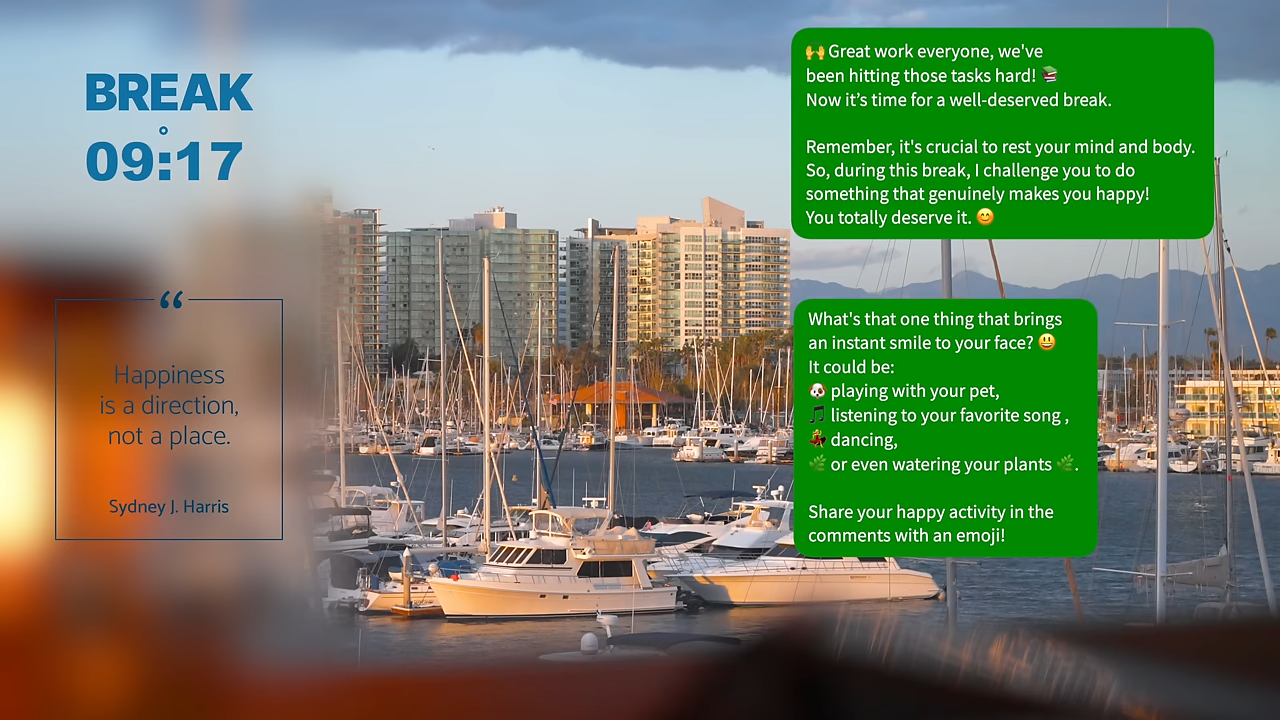 BREAK
09:17
“
Happiness
is a direction,
not a place.
Sydney J. Harris
🙌 Great work everyone, we've
been hitting those tasks hard! 📚
Now it’s time for a well-deserved break.
Remember, it's crucial to rest your mind and body.
So, during this break, I challenge you to do
something that genuinely makes you happy!
You totally deserve it. 😊
What's that one thing that brings
an instant smile to your face? 😃
It could be:
🐶 playing with your pet,
🎵 listening to your favorite song ,
💃 dancing,
🌿 or even watering your plants 🌿.
Share your happy activity in the
comments with an emoji!